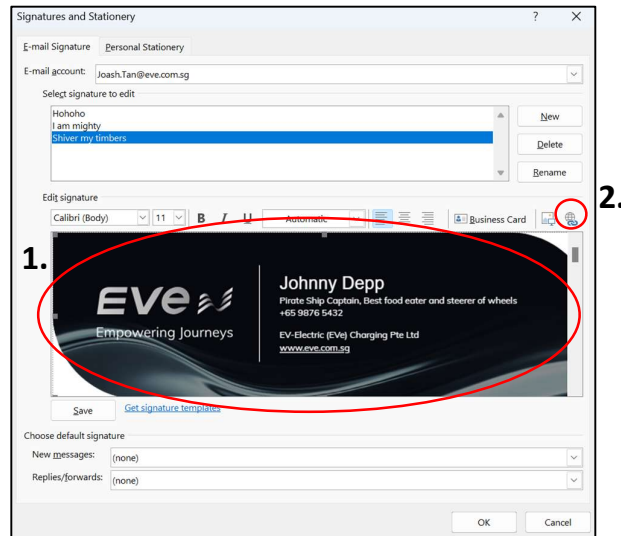 Signatures and Stationery ? X
E-mail Signature Personal Stationery
E-mail account: Joash.Tan@eve.com.sg
Select signature to edit
Hohoho
I am mighty
Shiver my timbers
New
Delete
Rename
Edit signature
2.
Calibri (Body) 11 B I U Automatic Business Card
1.
EVe
Empowering Journeys
Johnny Depp
Pirate Ship Captain, Best food eater and steerer of wheels
+65 9876 5432
EV-Electric (EVe) Charging Pte Ltd
www.eve.com.sg
Save Get signature templates
Choose default signature
New messages: (none)
Replies/forwards: (none)
OK Cancel